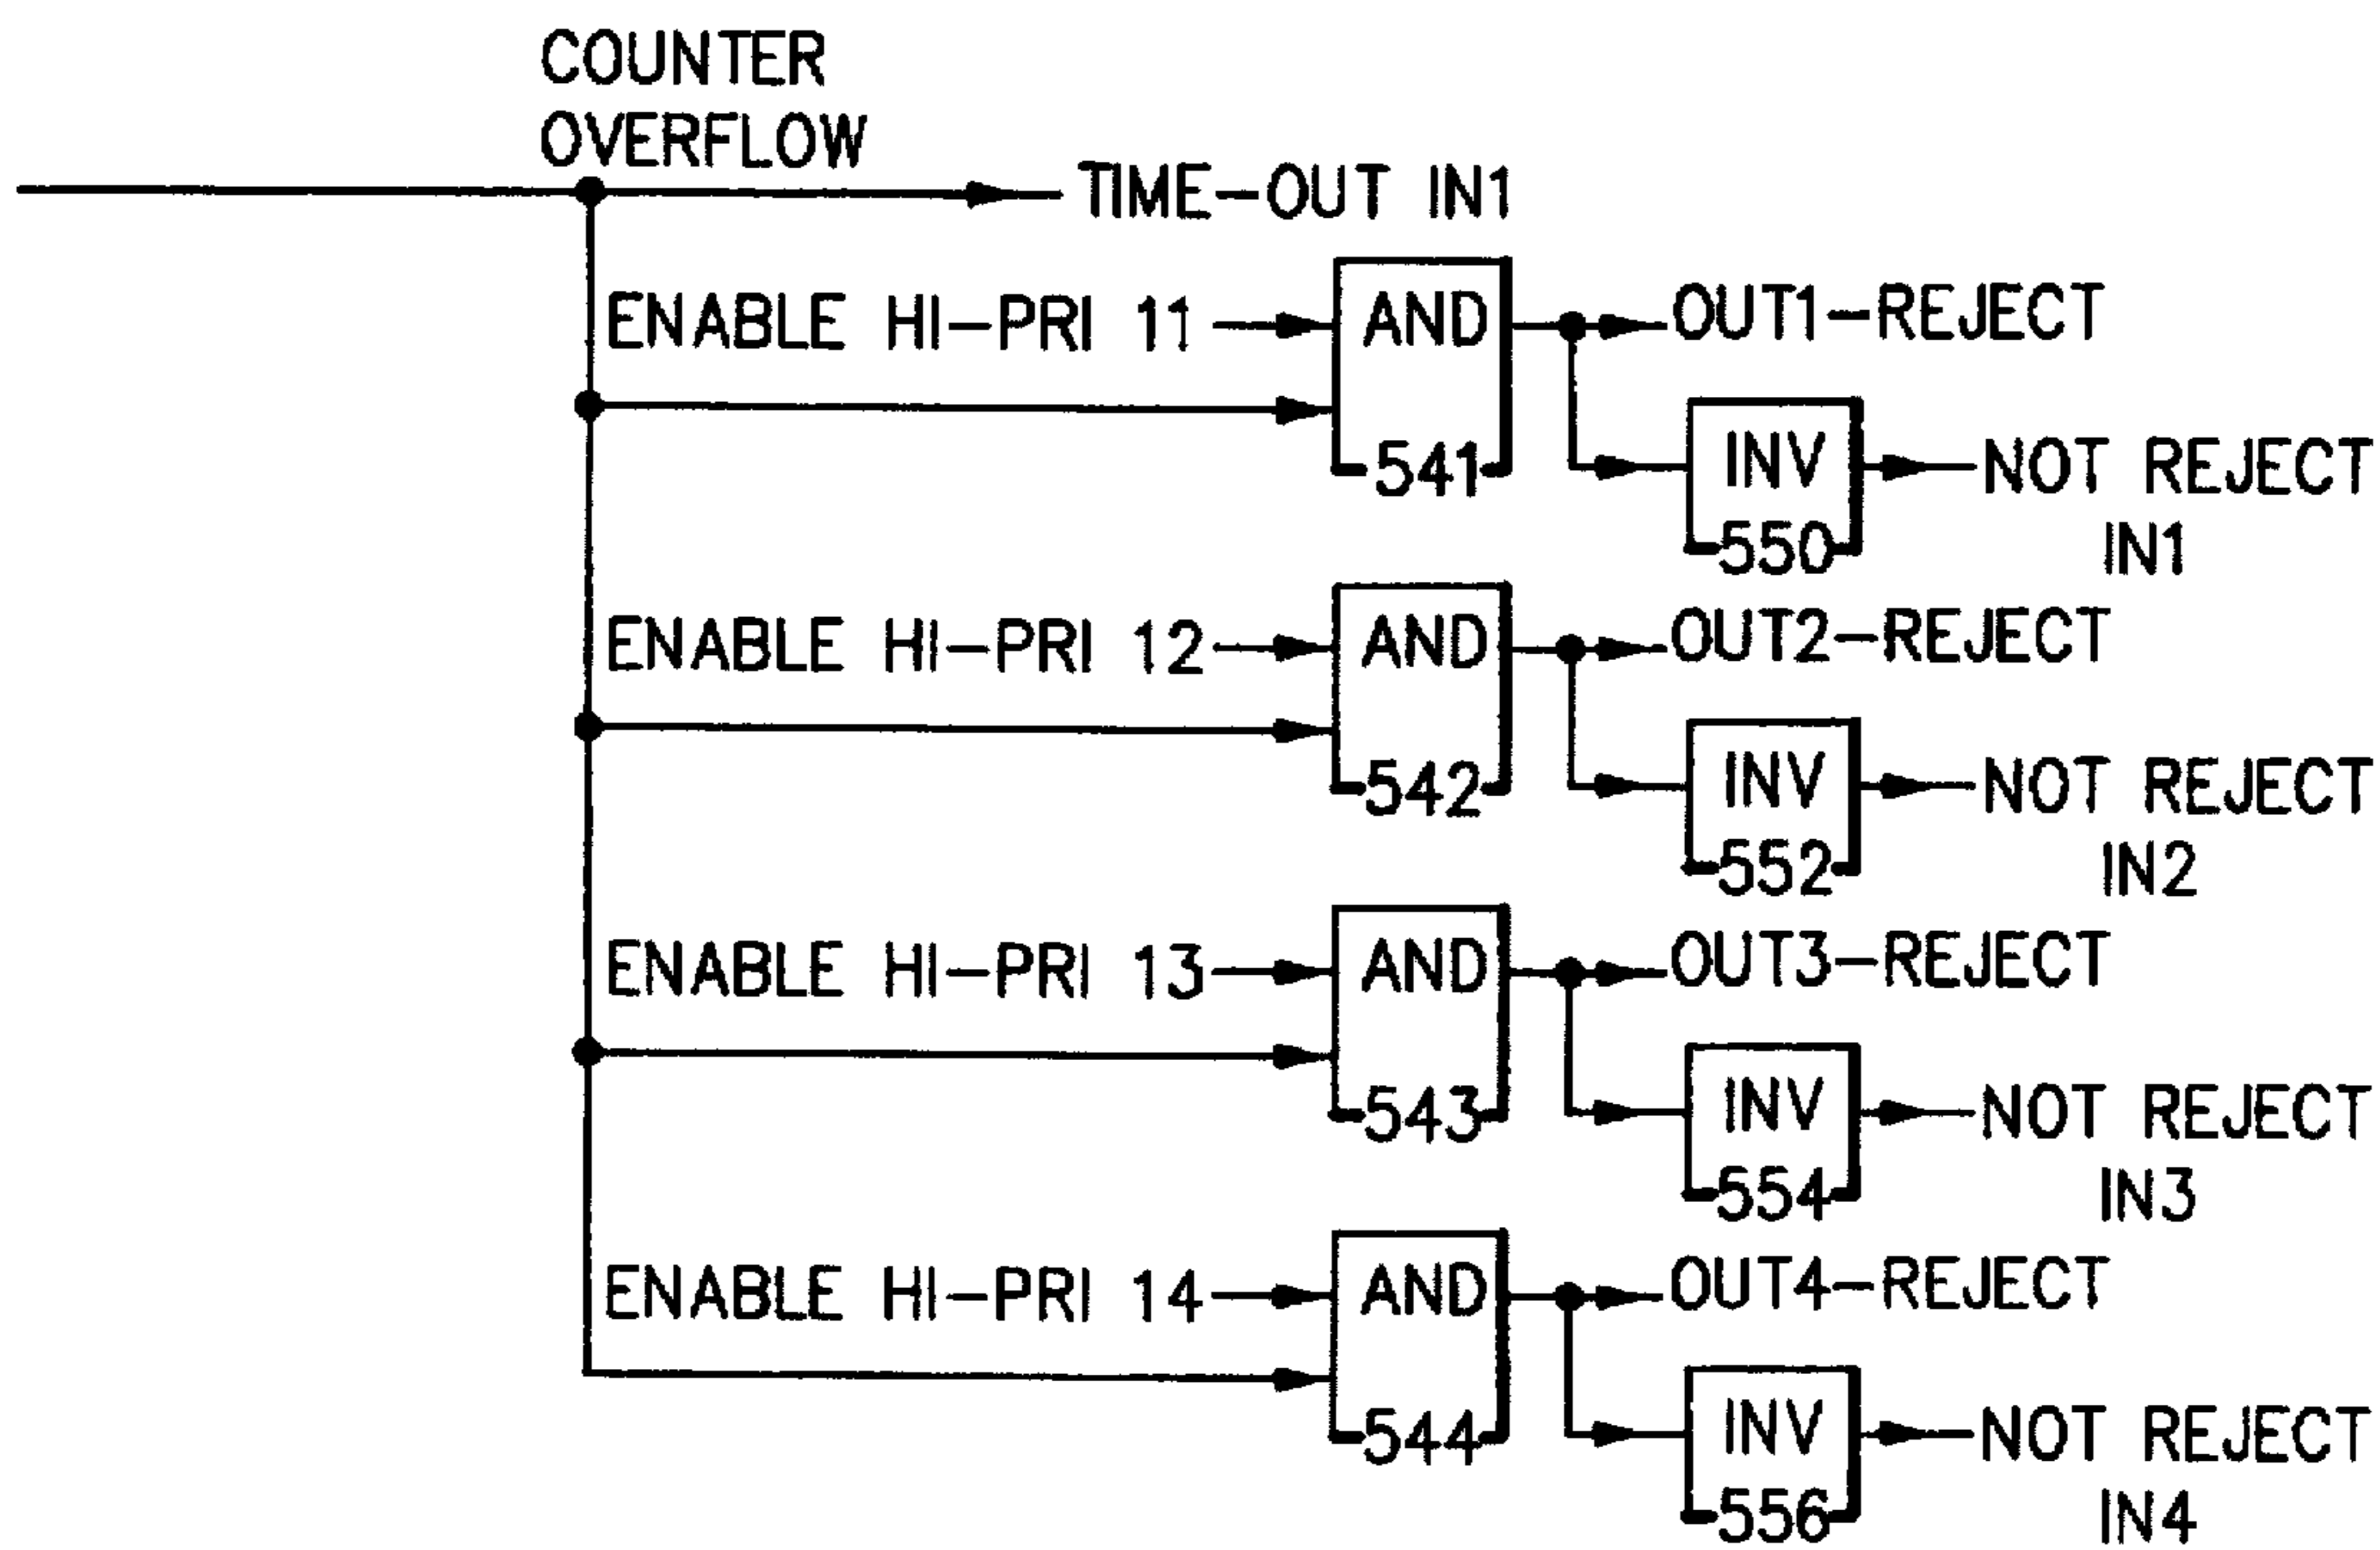 COUNTER
OVERFLOW
TIME-OUT IN1
ENABLE HI-PRI 11
AND
541
OUT1-REJECT
INV
550
NOT REJECT
IN1
ENABLE HI-PRI 12
AND
542
OUT2-REJECT
INV
552
NOT REJECT
IN2
ENABLE HI-PRI 13
AND
543
OUT3-REJECT
INV
554
NOT REJECT
IN3
ENABLE HI-PRI 14
AND
544
OUT4-REJECT
INV
556
NOT REJECT
IN4